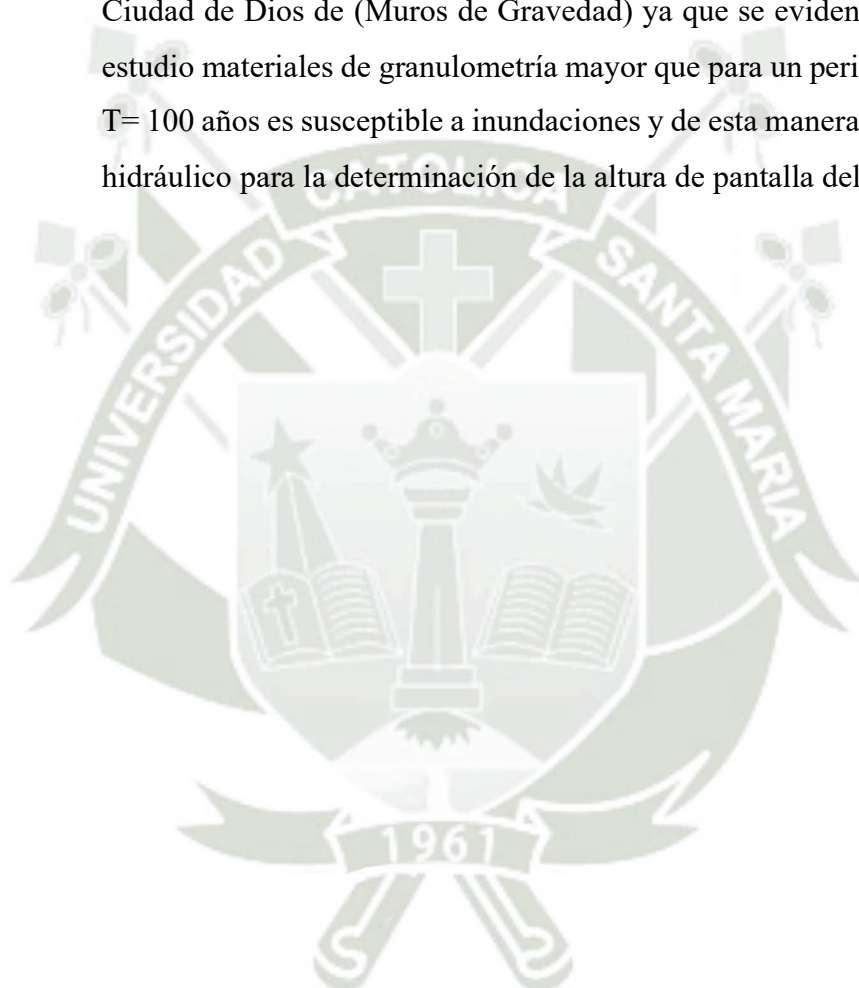 Ciudad de Dios de (Muros de Gravedad) ya que se eviden
estudio materiales de granulometría mayor que para un peri
T= 100 años es susceptible a inundaciones y de esta manera
hidráulico para la determinación de la altura de pantalla del
UNIVERSIDAD CATOLICA SANTA MARIA
1961